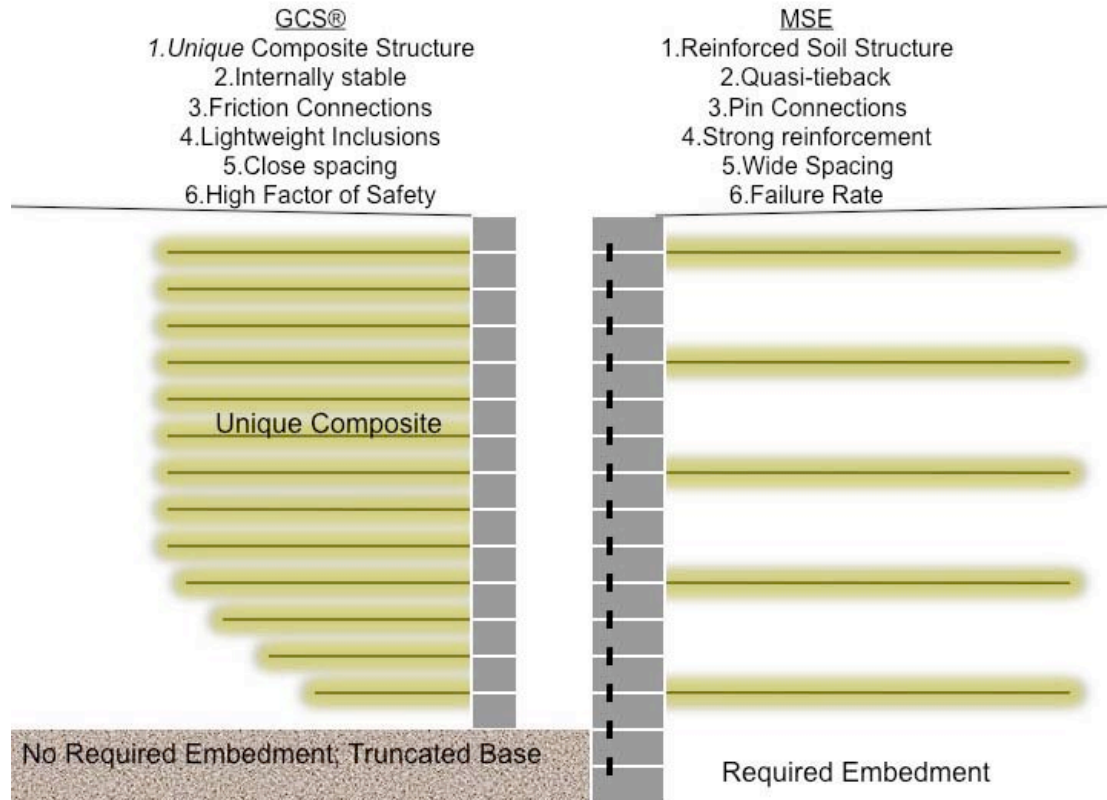 GCS®
1.Unique Composite Structure
2.Internally stable
3.Friction Connections
4.Lightweight Inclusions
5.Close spacing
6.High Factor of Safety
MSE
1.Reinforced Soil Structure
2.Quasi-tieback
3.Pin Connections
4.Strong reinforcement
5.Wide Spacing
6.Failure Rate
Unique Composite
No Required Embedment; Truncated Base
Required Embedment